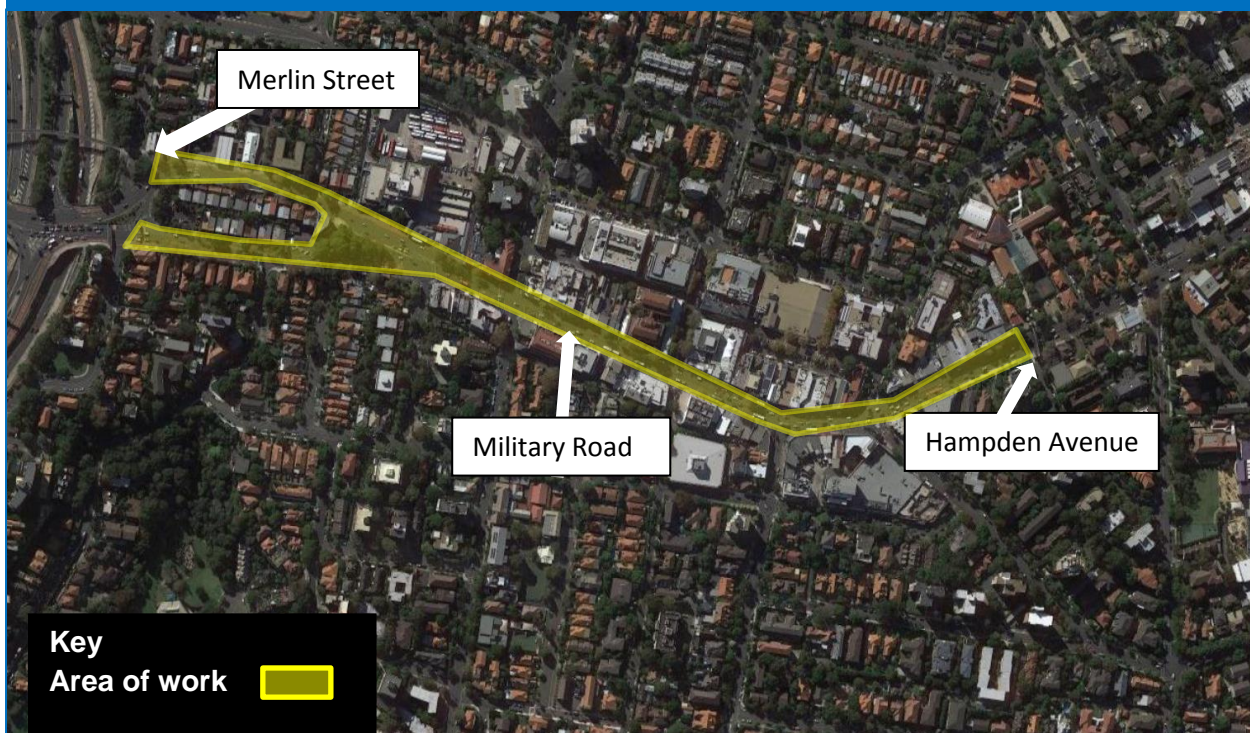 Merlin Street
Military Road
Hampden Avenue
Key
Area of work